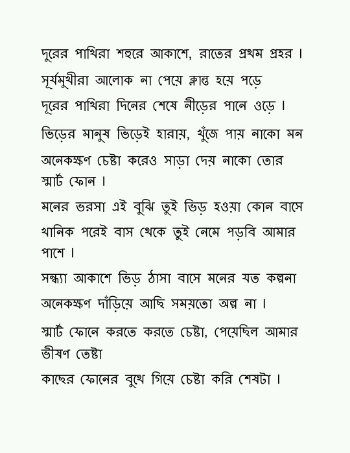 দুরের পাখিরা শহুরে আকাশে, রাতের প্রথম প্রহর ।
সূর্যমুখীরা আলোক না পেয়ে ক্লান্ত হয়ে পড়ে
দূরের পাখিরা দিনের শেষে নীড়ের পানে ওড়ে ।
ভিড়ের মানুষ ভিড়েই হারায়, খুঁজে পায় নাকো মন
অনেকক্ষণ চেষ্টা করেও সাড়া দেয় নাকো তোর
স্মার্ট ফোন ।
মনের ভরসা এই বুঝি তুই ভিড় হওয়া কোন বাসে
খানিক পরেই বাস থেকে তুই নেমে পড়বি আমার
পাশে ।
সন্ধ্যা আকাশে ভিড় ঠাসা বাসে মনের যত কল্পনা
অনেকক্ষণ দাঁড়িয়ে আছি সময়তো অল্প না ।
স্মার্ট ফোনে করতে করতে চেষ্টা, পেয়েছিল আমার
ভীষণ তেষ্টা
কাছের ফোনের বুথে গিয়ে চেষ্টা করি শেষটা ।